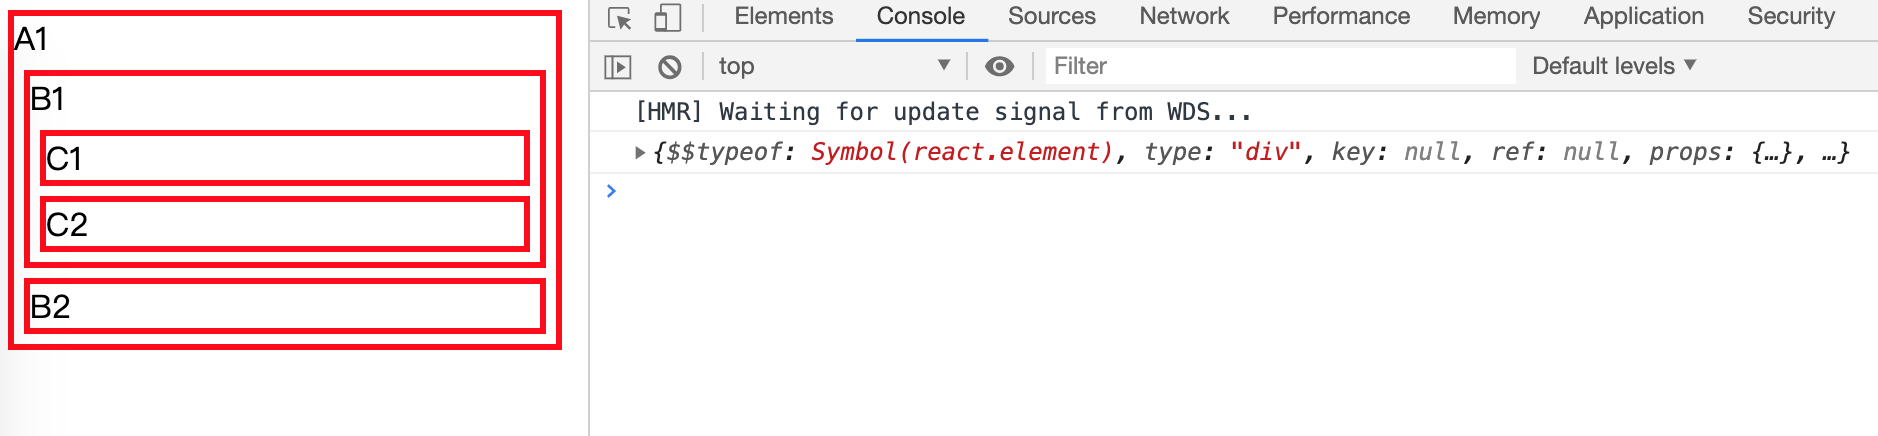 A1
B1
C1
C2
B2
Elements Console Sources Network Performance Memory Application Security
top Filter Default levels
[HMR] Waiting for update signal from WDS...
{$$typeof: Symbol(react.element), type: "div", key: null, ref: null, props: {…}, …}